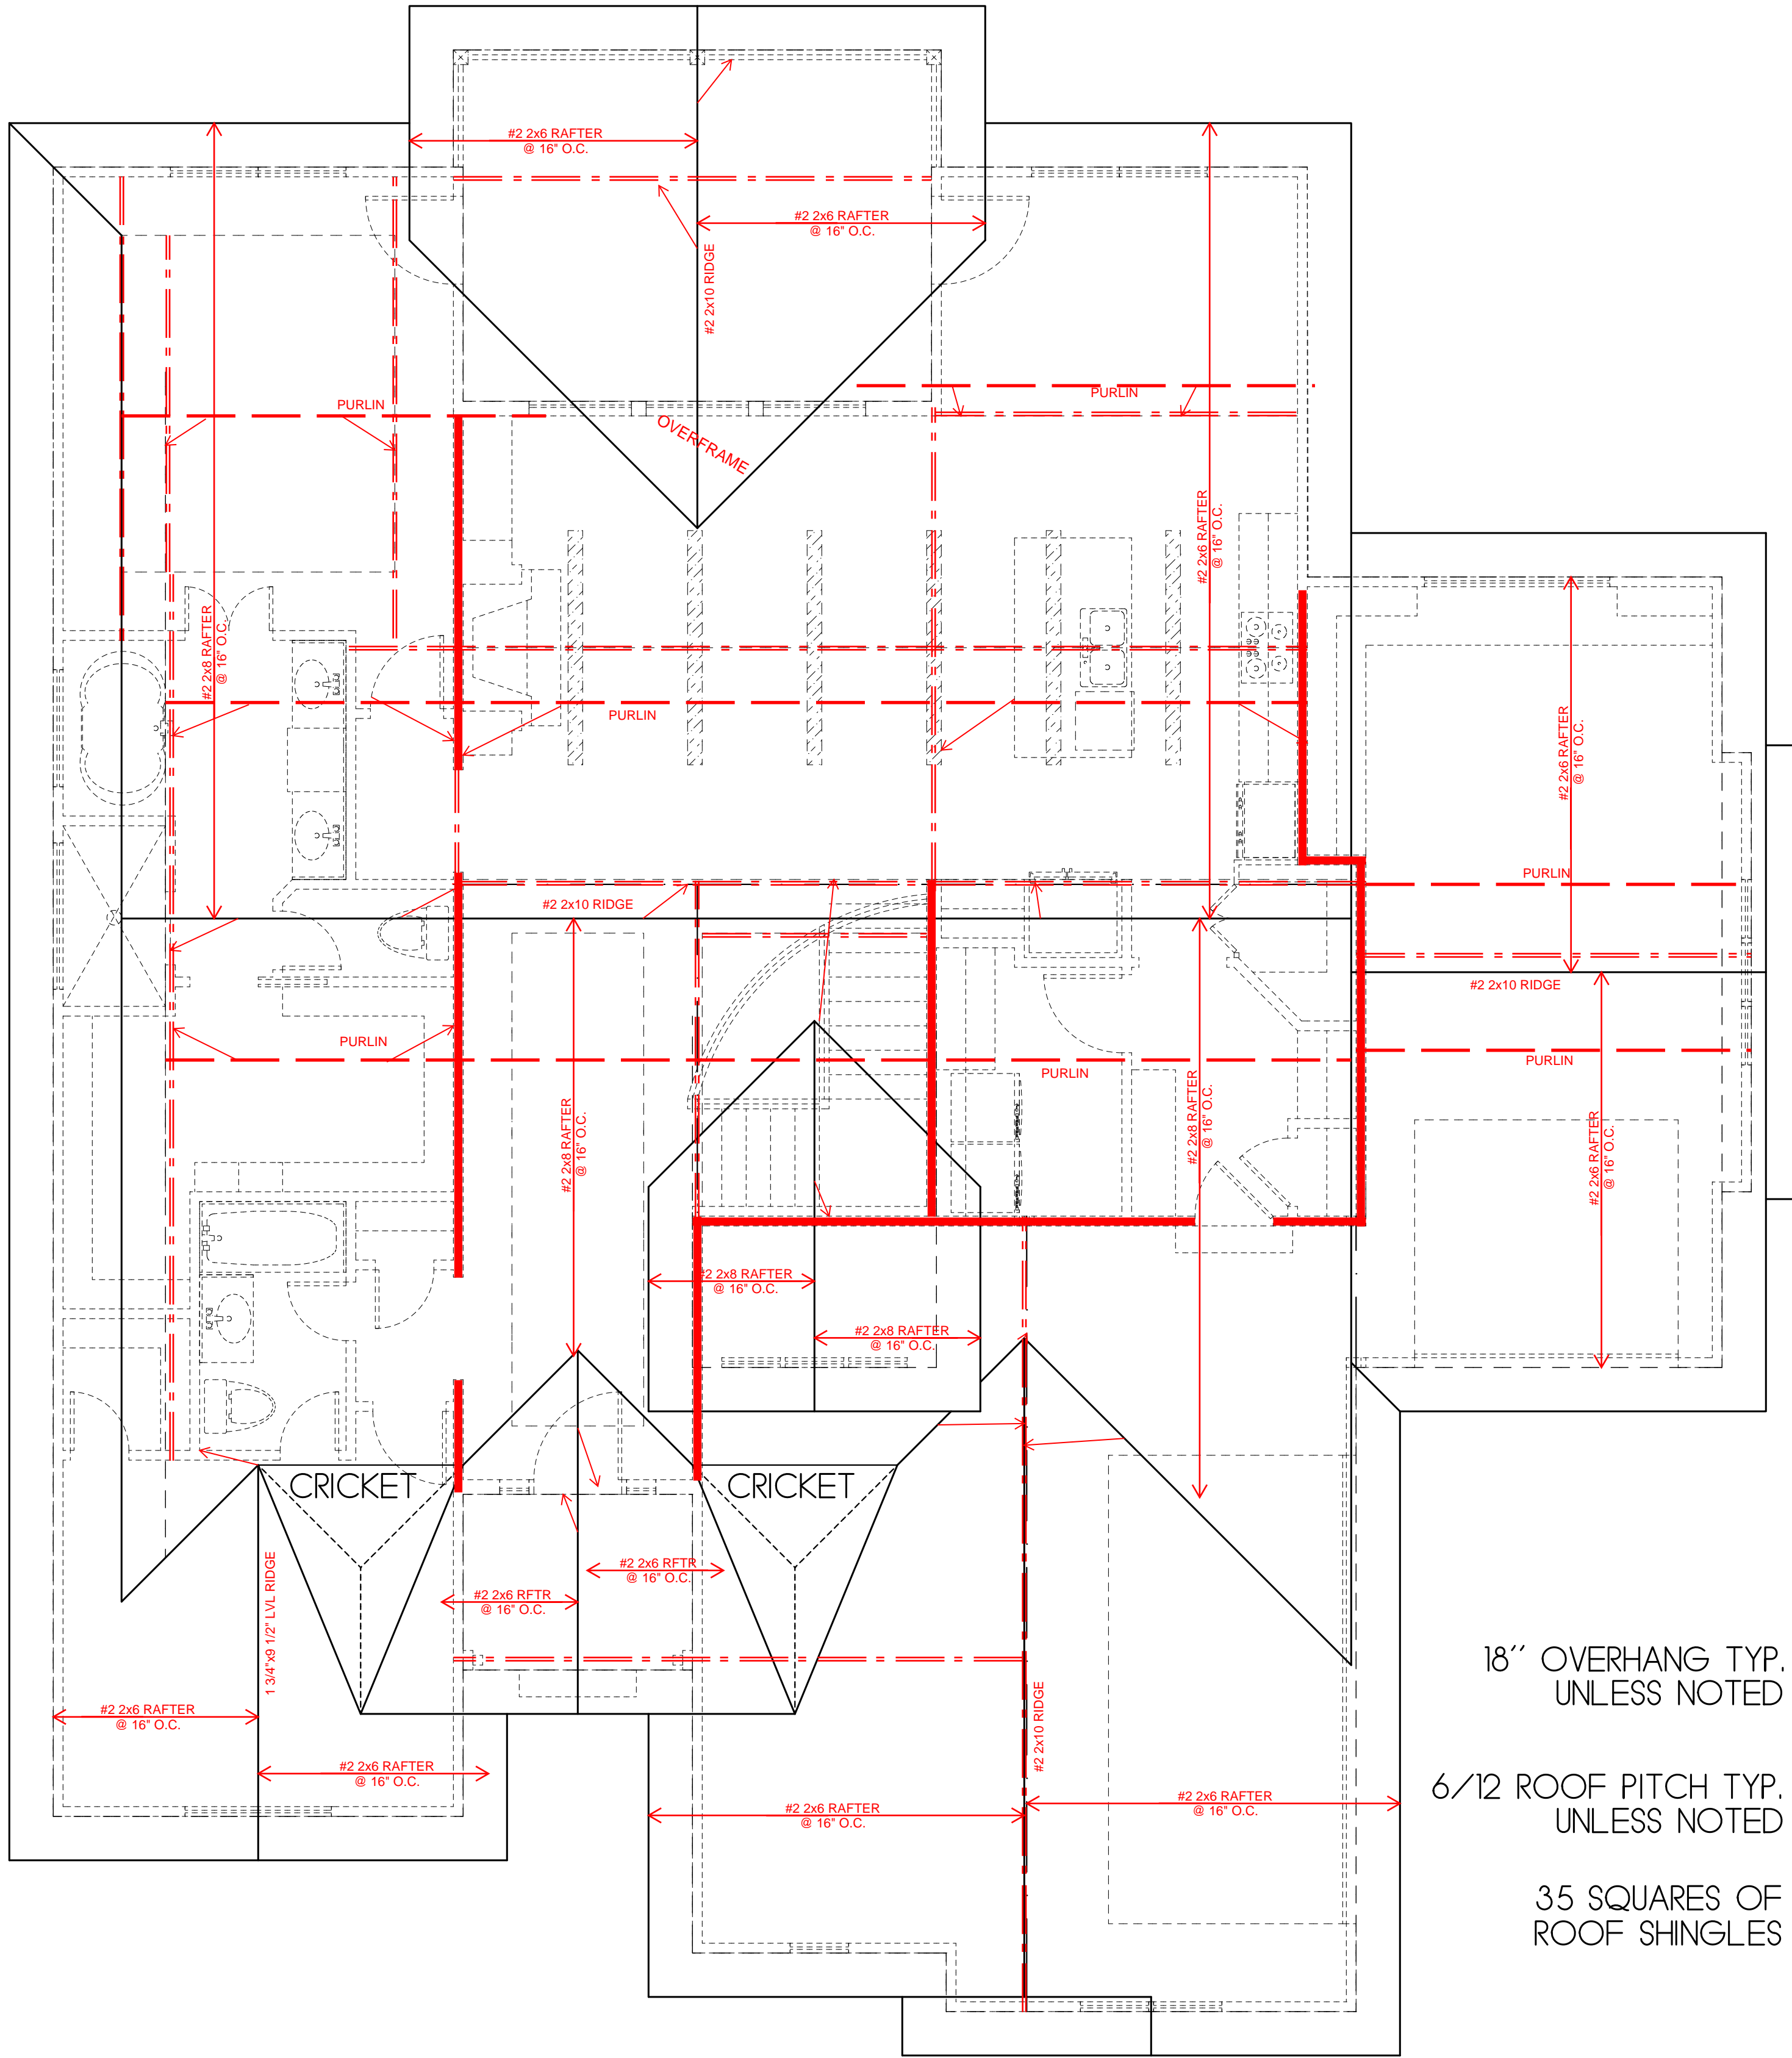 #2 2x6 RAFTER
@ 16" O.C.
#2 2x6 RAFTER
@ 16" O.C.
#2 2x10 RIDGE
PURLIN
PURLIN
OVERFRAME
#2 2x6 RAFTER
@ 16" O.C.
#2 2x8 RAFTER
@ 16" O.C.
PURLIN
#2 2x6 RAFTER
@ 16" O.C.
PURLIN
#2 2x10 RIDGE
#2 2x10 RIDGE
PURLIN
PURLIN
PURLIN
#2 2x8 RAFTER
@ 16" O.C.
#2 2x8 RAFTER
@ 16" O.C.
#2 2x6 RAFTER
@ 16" O.C.
#2 2x8 RAFTER
@ 16" O.C.
#2 2x8 RAFTER
@ 16" O.C.
CRICKET
CRICKET
1 3/4"x9 1/2" LVL RIDGE
#2 2x6 RFTR
@ 16" O.C.
#2 2x6 RFTR
@ 16" O.C.
#2 2x10 RIDGE
#2 2x6 RAFTER
@ 16" O.C.
#2 2x6 RAFTER
@ 16" O.C.
#2 2x6 RAFTER
@ 16" O.C.
#2 2x6 RAFTER
@ 16" O.C.
18'' OVERHANG TYP.
UNLESS NOTED
6/12 ROOF PITCH TYP.
UNLESS NOTED
35 SQUARES OF
ROOF SHINGLES